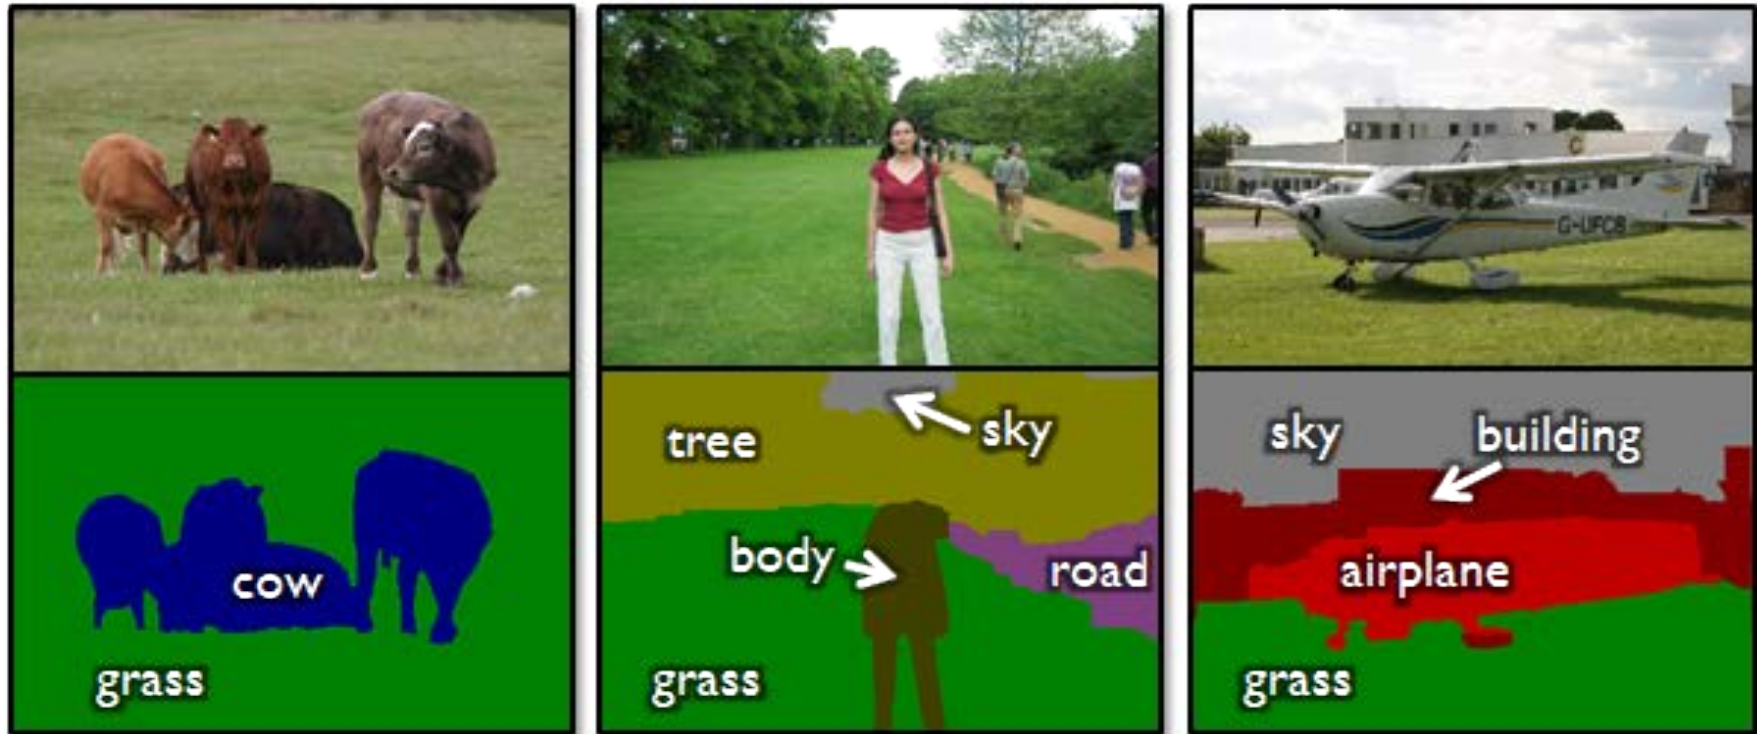 G-UFCB
cow
grass
tree
sky
body
road
grass
sky
building
airplane
grass